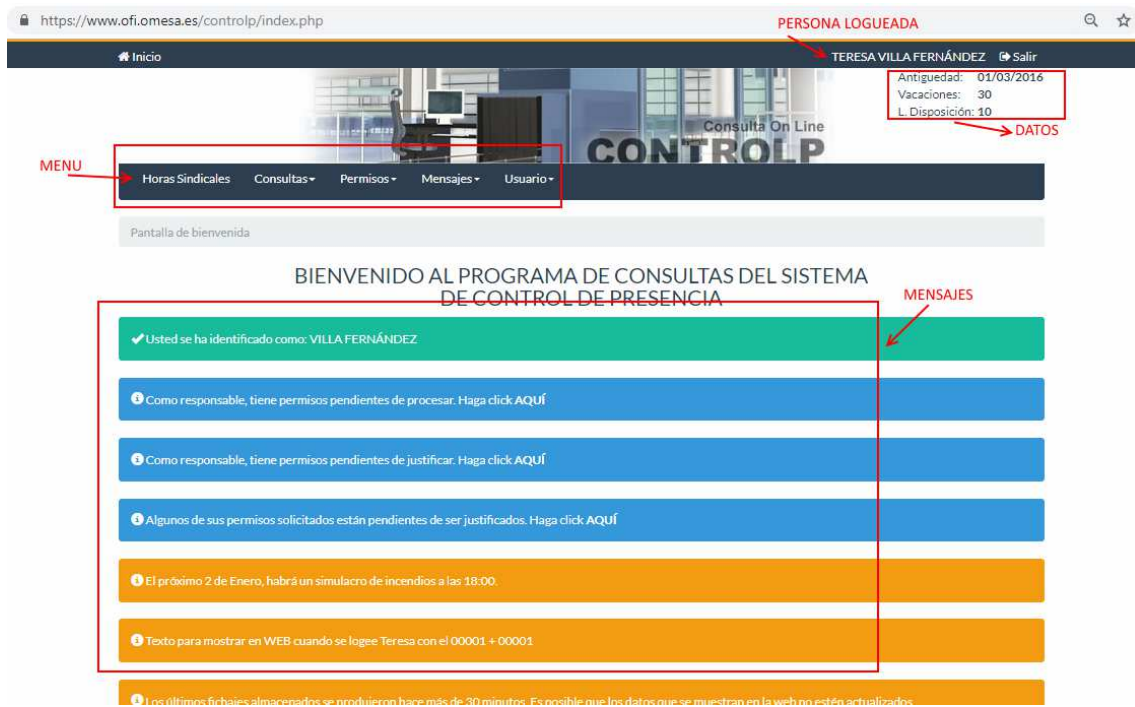 https://www.ofi.omesa.es/controlp/index.php
PERSONA LOGUEADA
Inicio
TERESA VILLA FERNÁNDEZ Salir
Antiguedad: 01/03/2016
Vacaciones: 30
L. Disposición: 10
DATOS
Consulta On Line
CONTROLP
MENU
Horas Sindicales Consultas Permisos Mensajes Usuario
Pantalla de bienvenida
BIENVENIDO AL PROGRAMA DE CONSULTAS DEL SISTEMA
DE CONTROL DE PRESENCIA
MENSAJES
Usted se ha identificado como: VILLA FERNÁNDEZ
Como responsable, tiene permisos pendientes de procesar. Haga click AQUÍ
Como responsable, tiene permisos pendientes de justificar. Haga click AQUÍ
Algunos de sus permisos solicitados están pendientes de ser justificados. Haga click AQUÍ
El próximo 2 de Enero, habrá un simulacro de incendios a las 18:00.
Texto para mostrar en WEB cuando se logee Teresa con el 00001 + 00001
Los últimos fichajes almacenados se produjeron hace más de 30 minutos. Es posible que los datos que se muestran en la web no estén actualizados.